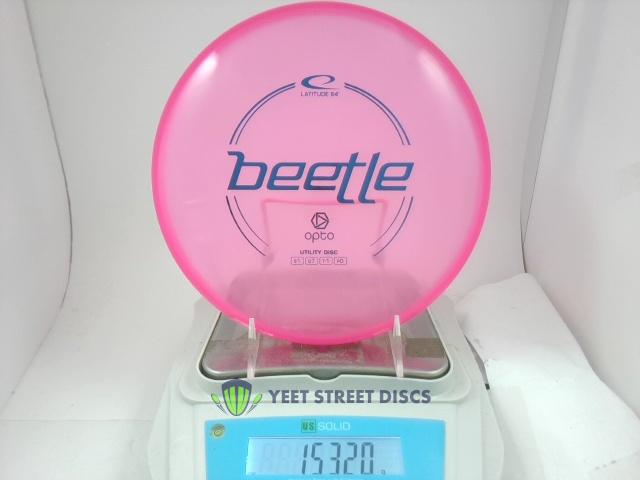 LATITUDE 64°
beetle
opto
UTILITY DISC
YEET STREET DISCS
US SOLID
153.20 g